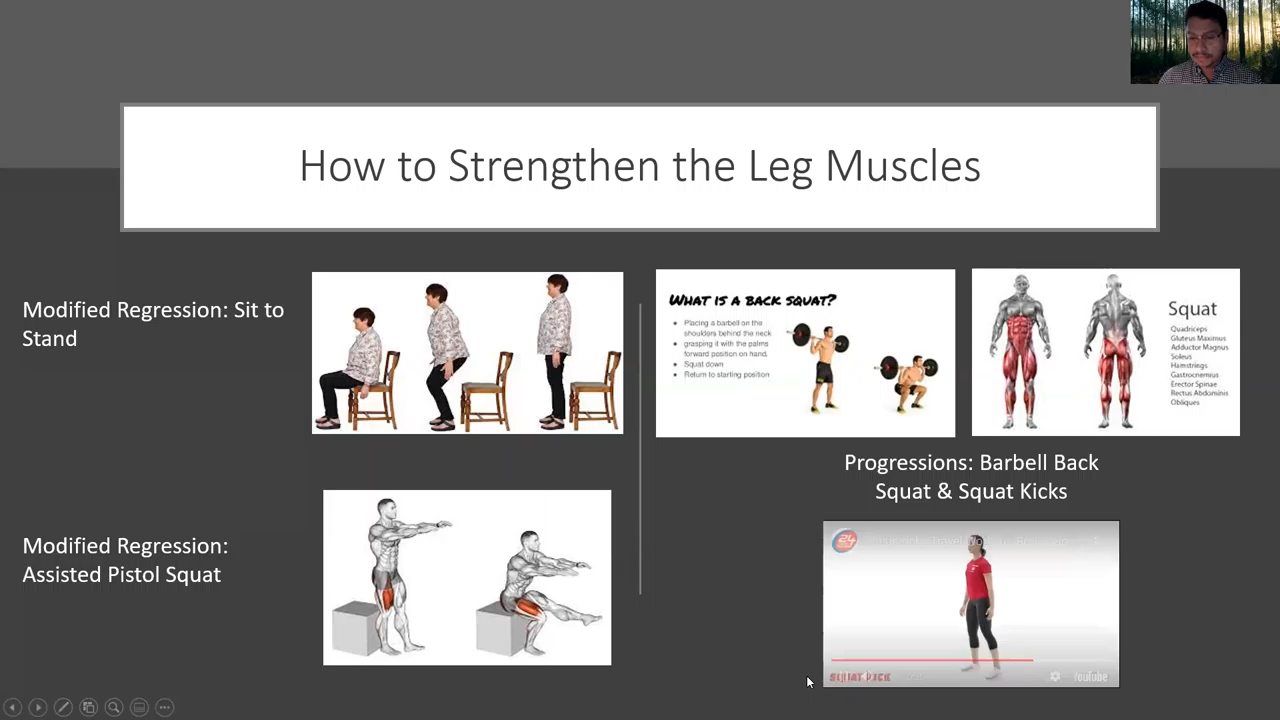 How to Strengthen the Leg Muscles
Modified Regression: Sit to
Stand
WHAT IS A BACK SQUAT?
• Placing a barbell on the
shoulders behind the neck
• grasping it with the palms
forward position on hand.
• Squat down
• Return to starting position
Squat
Quadriceps
Gluteus Maximus
Adductor Magnus
Soleus
Hamstrings
Gastrocnemius
Erector Spinae
Rectus Abdominis
Obliques
Progressions: Barbell Back
Squat & Squat Kicks
Modified Regression:
Assisted Pistol Squat
24
SQUAT KICK
YouTube